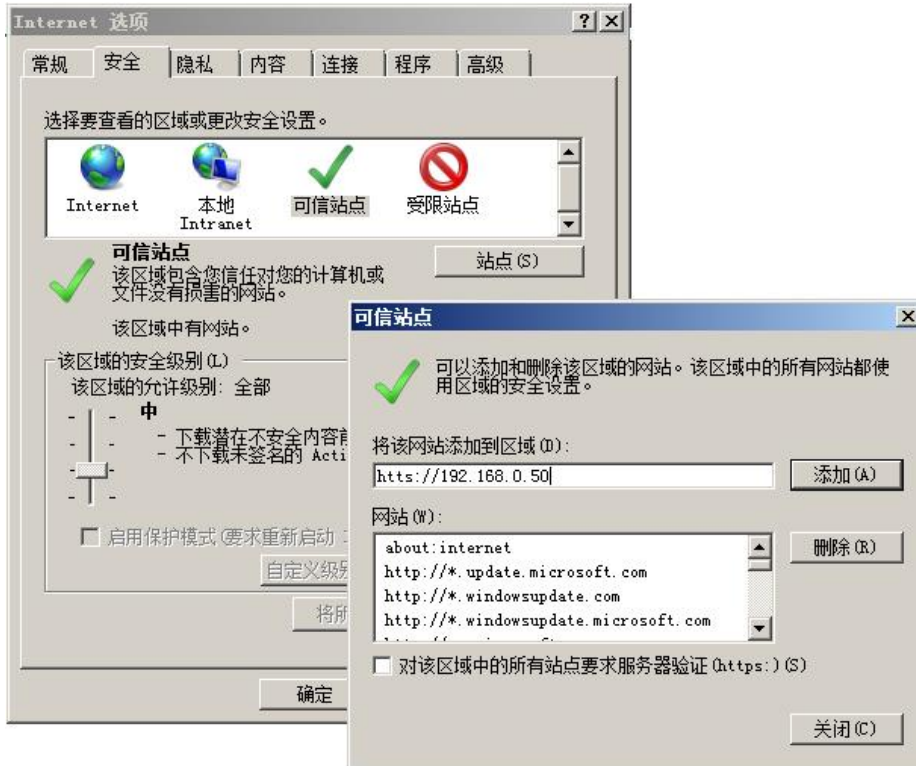 Internet 选项
常规 安全 隐私 内容 连接 程序 高级
选择要查看的区域或更改安全设置。
Internet 本地 Intranet 可信站点 受限站点
可信站点
站点(S)
该区域包含您信任对您的计算机或
文件没有损害的网站。
该区域中有网站。
该区域的安全级别(L)
该区域的允许级别: 全部
中
- 下载潜在不安全内容前
- 不下载未签名的 Acti
启用保护模式(要求重新启动
自定义级别
将所
确定
可信站点
可以添加和删除该区域的网站。该区域中的所有网站都使
用区域的安全设置。
将该网站添加到区域(D):
htts://192.168.0.50
添加(A)
网站(W):
about:internet
http://*.update.microsoft.com
http://*.windowsupdate.com
http://*.windowsupdate.microsoft.com
删除(R)
对该区域中的所有站点要求服务器验证(https:)(S)
关闭(C)